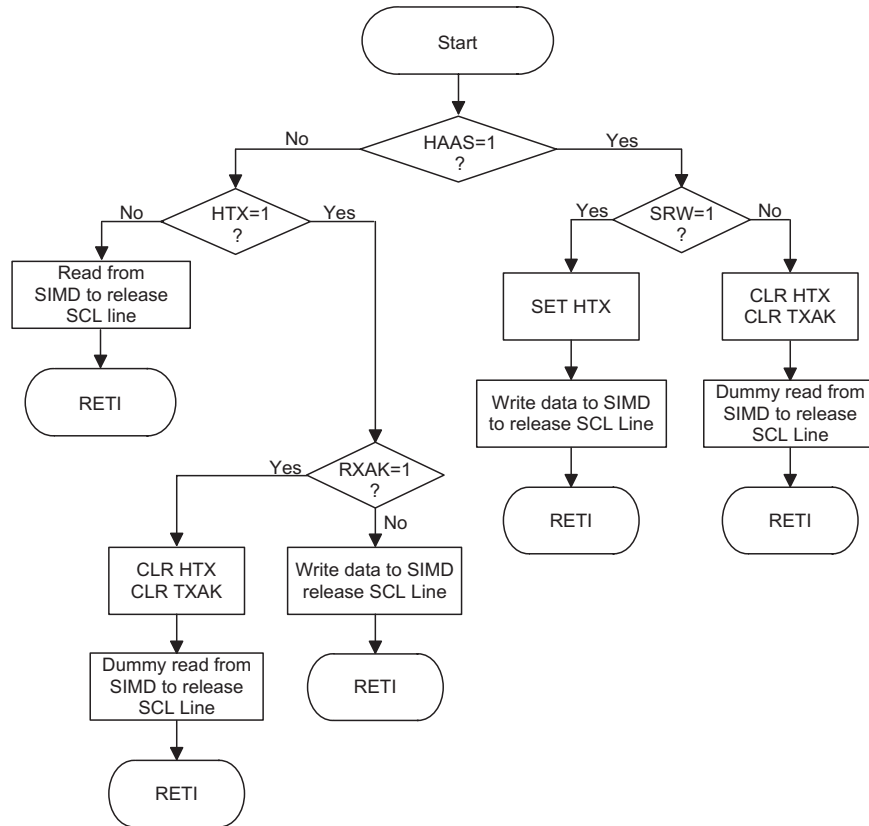 Start
HAAS=1
?
No
Yes
HTX=1
?
No
Yes
SRW=1
?
Yes
No
Read from
SIMD to release
SCL line
RETI
SET HTX
CLR HTX
CLR TXAK
Write data to SIMD
to release SCL Line
Dummy read from
SIMD to release
SCL Line
RETI
RETI
RXAK=1
?
Yes
No
CLR HTX
CLR TXAK
Write data to SIMD
release SCL Line
Dummy read from
SIMD to release
SCL Line
RETI
RETI